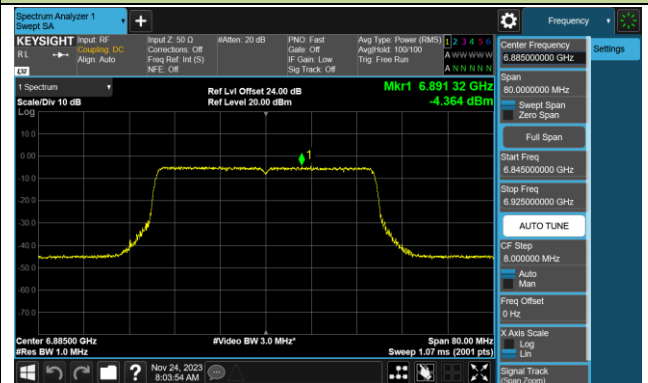 Spectrum Analyzer 1
Swept SA
Frequency
KEYSIGHT
RL
LXI
Input: RF
Coupling: DC
Align: Auto
Input Z: 50 Ω
Corrections: Off
Freq Ref: Int (S)
NFE: Off
#Atten: 20 dB
PNO: Fast
Gate: Off
IF Gain: Low
Sig Track: Off
Avg Type: Power (RMS)
Avg|Hold: 100/100
Trig: Free Run
1 2 3 4 5 6
A W W W W W
A N N N N N
1 Spectrum
Scale/Div 10 dB
Log
Ref Lvl Offset 24.00 dB
Ref Level 20.00 dBm
Mkr1 6.891 32 GHz
-4.364 dBm
10.0
0.00
-10.0
-20.0
-30.0
-40.0
-50.0
-60.0
-70.0
1
Center 6.88500 GHz
#Res BW 1.0 MHz
#Video BW 3.0 MHz*
Span 80.00 MHz
Sweep 1.07 ms (2001 pts)
Center Frequency
6.885000000 GHz
Settings
Span
80.0000000 MHz
Swept Span
Zero Span
Full Span
Start Freq
6.845000000 GHz
Stop Freq
6.925000000 GHz
AUTO TUNE
CF Step
8.000000 MHz
Auto
Man
Freq Offset
0 Hz
X Axis Scale
Log
Lin
Signal Track
(Span Zoom)
?
Nov 24, 2023
8:03:54 AM